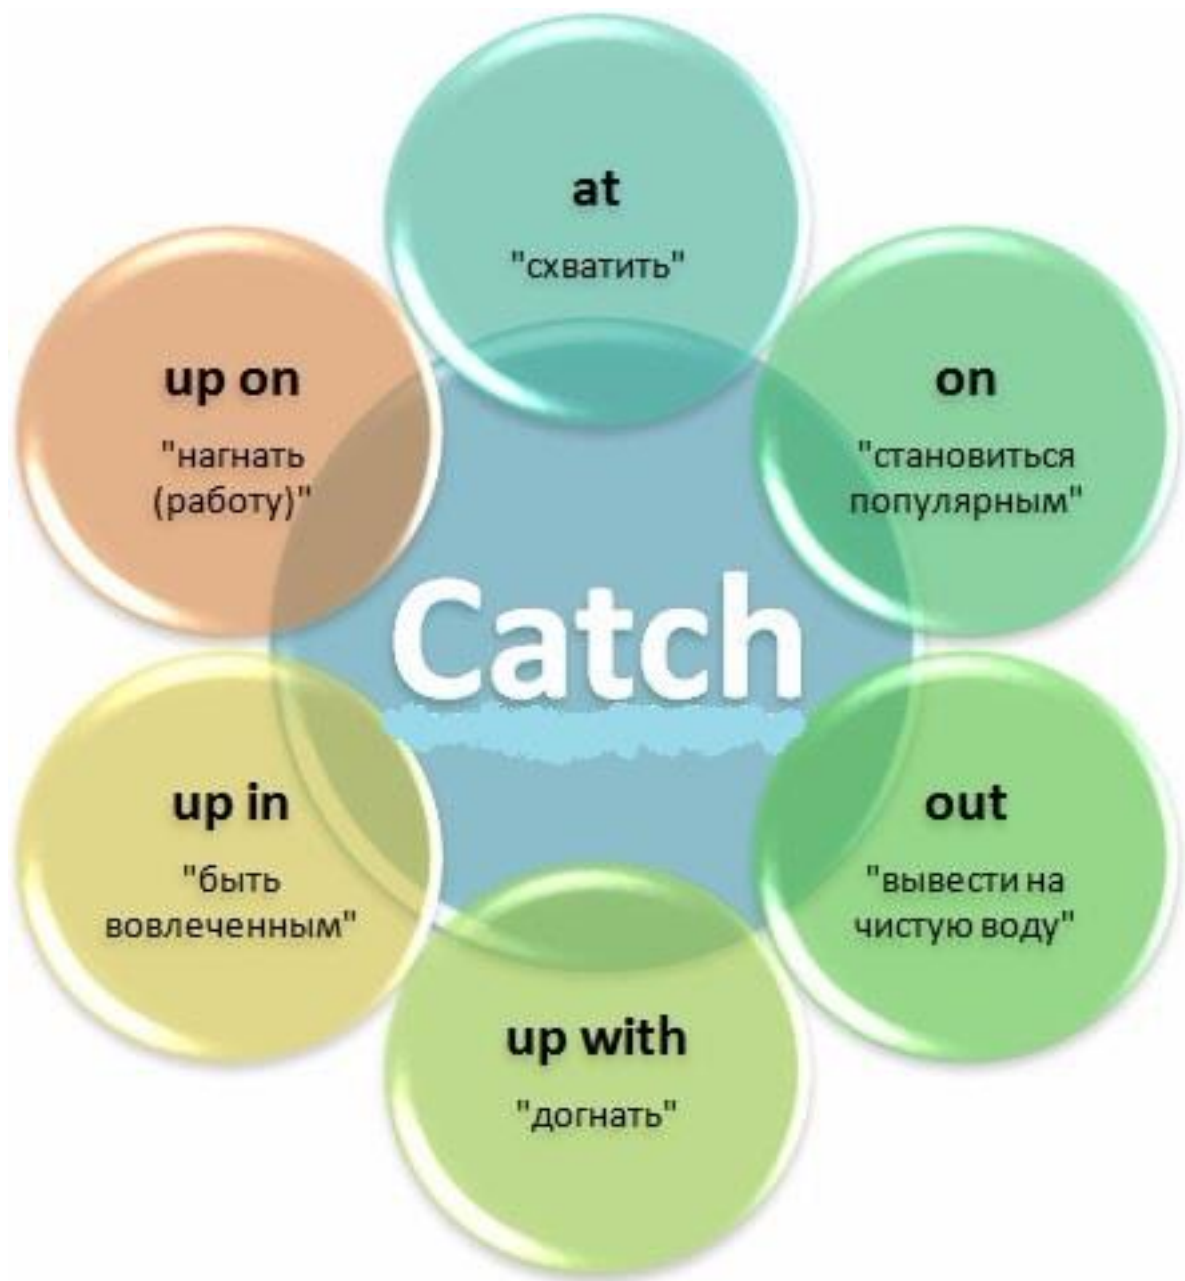 at
"схватить"
on
"становиться
популярным"
out
"вывести на
чистую воду"
up with
"догнать"
up in
"быть
вовлеченным"
up on
"нагнать
(работу)"
Catch